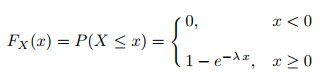 F_X(x) = P(X ≤ x) = { 0, x < 0
1 − e^{−λx}, x ≥ 0